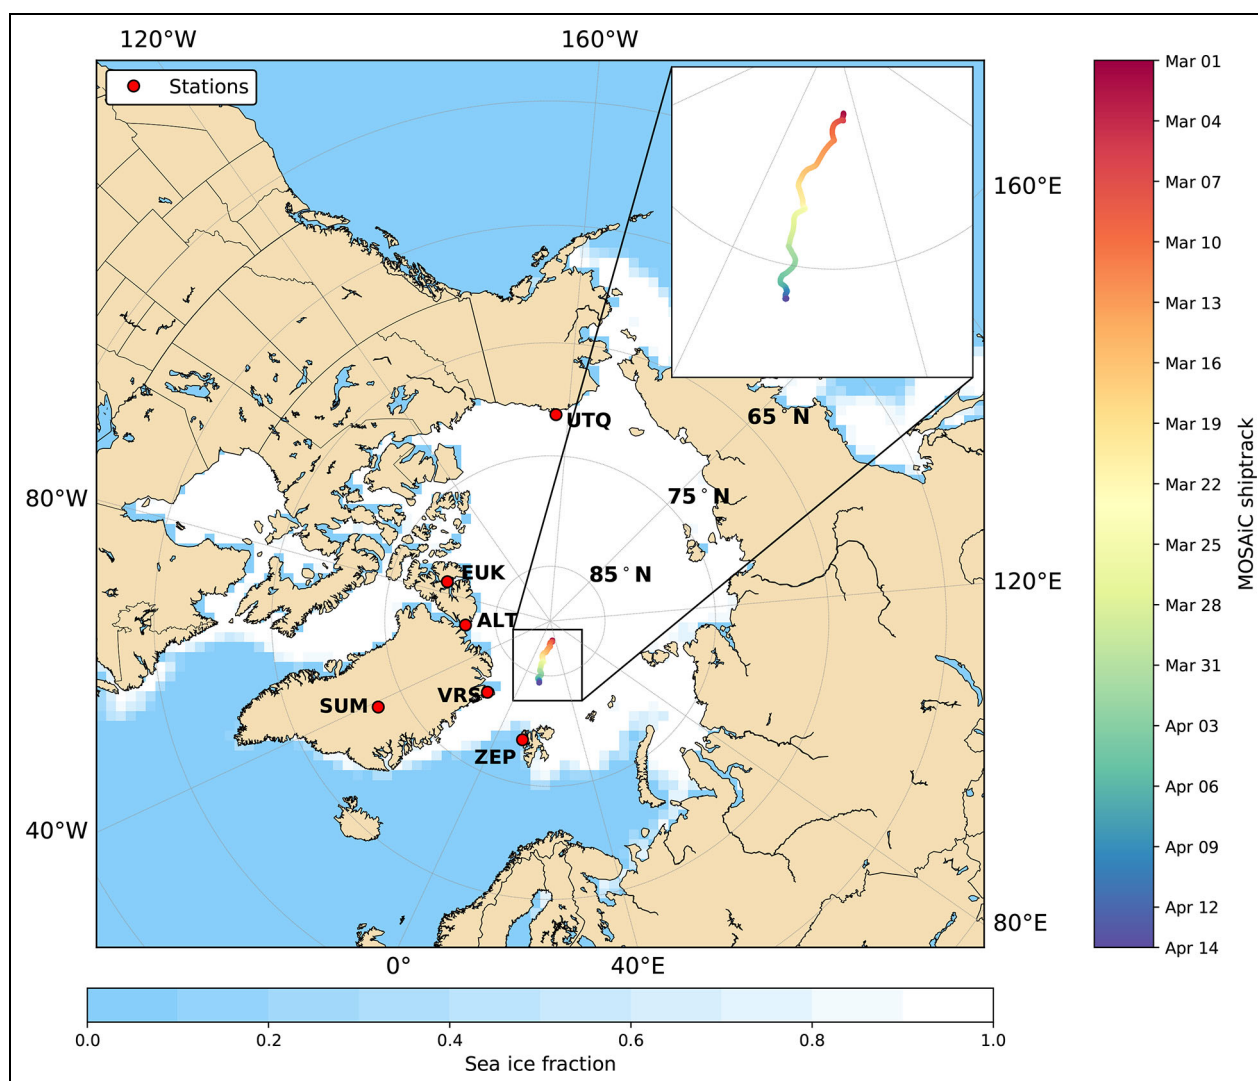 120°W
160°W
Stations
160°E
65°N
UTQ
75°N
80°W
EUK
85°N
120°E
ALT
VRS
SUM
ZEP
40°W
80°E
0°
40°E
Mar 01
Mar 04
Mar 07
Mar 10
Mar 13
Mar 16
Mar 19
Mar 22
Mar 25
Mar 28
Mar 31
Apr 03
Apr 06
Apr 09
Apr 12
Apr 14
MOSAiC shiptrack
0.0 0.2 0.4 0.6 0.8 1.0
Sea ice fraction